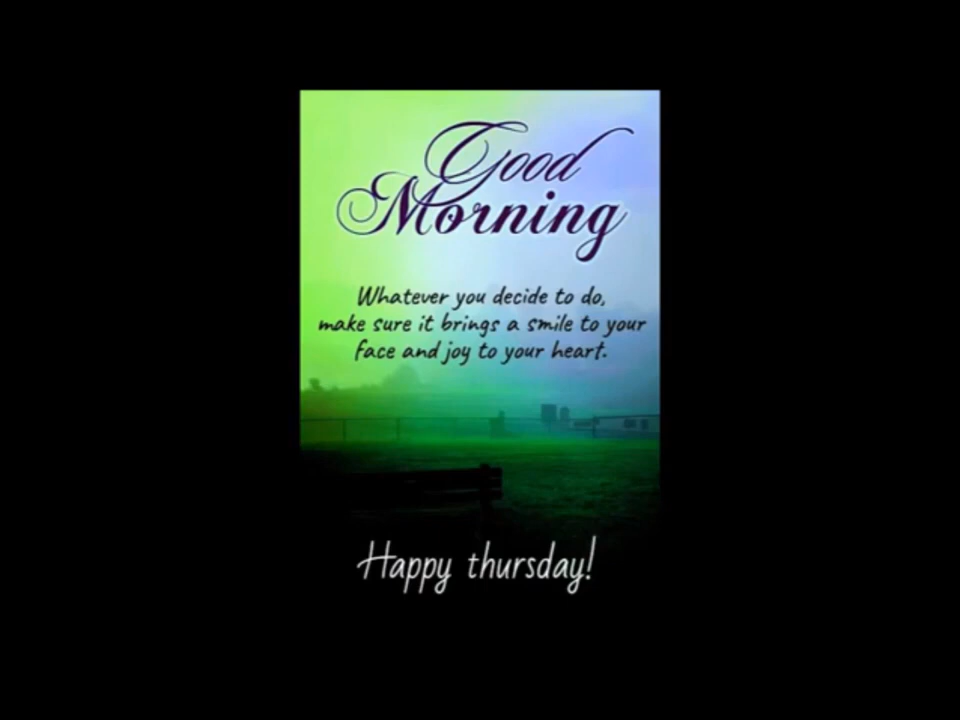 Good
Morning
Whatever you decide to do,
make sure it brings a smile to your
face and joy to your heart.
Happy thursday!